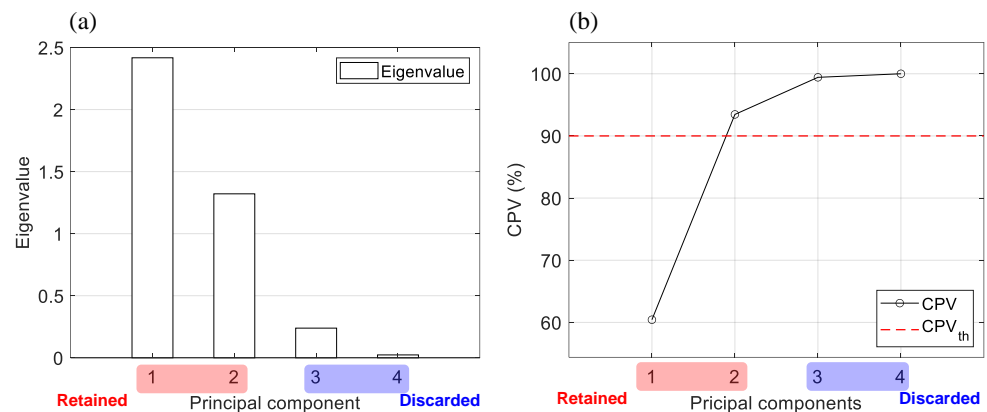 (a)
2.5
2
1.5
1
0.5
0
Eigenvalue
Eigenvalue
1 2 3 4
Retained Principal component Discarded
(b)
100
90
80
70
60
CPV (%)
CPV
CPV_th
1 2 3 4
Retained Pricipal components Discarded